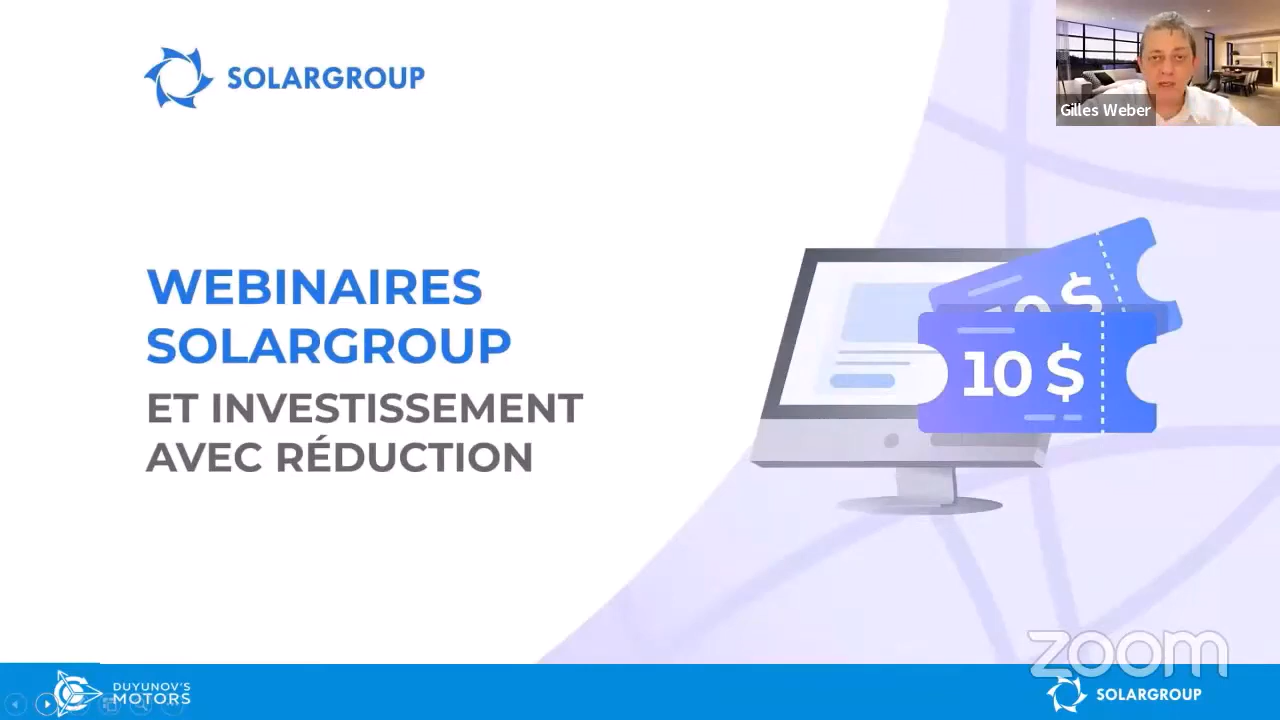 SOLARGROUP
Gilles Weber
WEBINAIRES
SOLARGROUP
ET INVESTISSEMENT
AVEC RÉDUCTION
$
10 $
zoom
DUYUNOV'S
MOTORS
SOLARGROUP